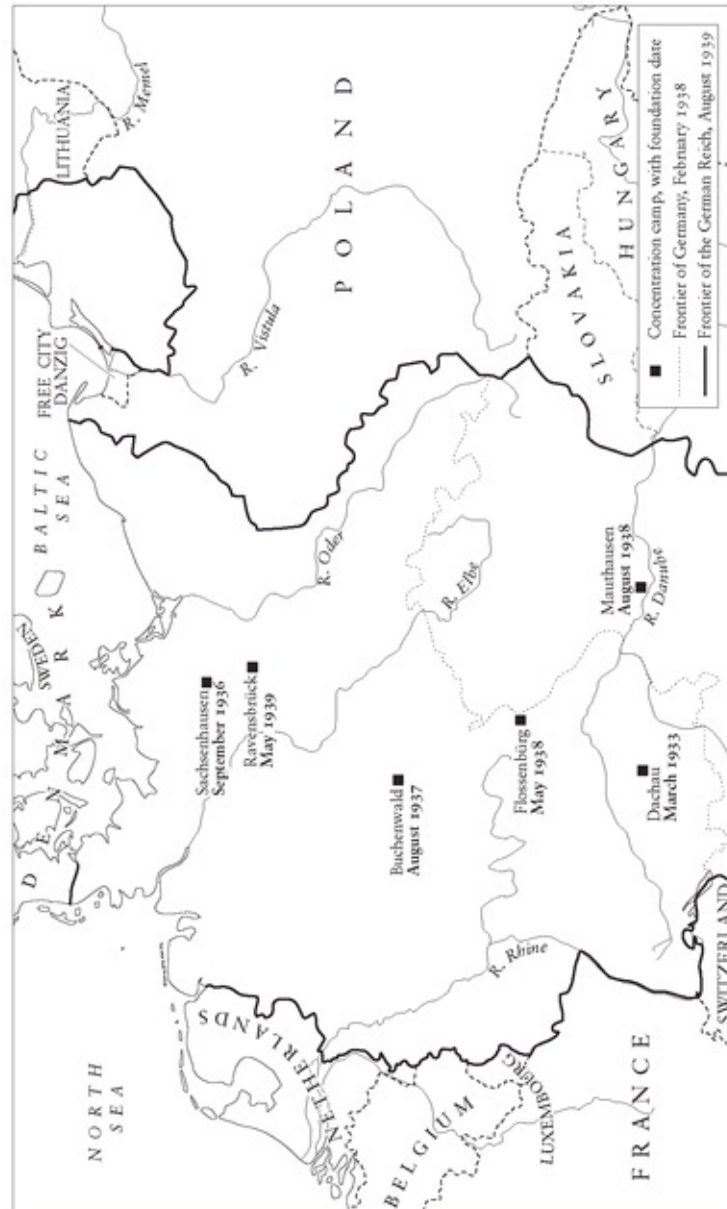 NORTH
SEA
DENMARK
SWEDEN
BALTIC
SEA
FREE CITY
DANZIG
LITHUANIA
R. Memel
NETHERLANDS
Sachsenhausen
September 1936
Ravensbrück
May 1939
R. Oder
R. Vistula
POLAND
BELGIUM
Buchenwald
August 1937
R. Elbe
LUXEMBOURG
R. Rhine
Flossenbürg
May 1938
SLOVAKIA
FRANCE
Dachau
March 1933
Mauthausen
August 1938
R. Danube
HUNGARY
SWITZERLAND
Concentration camp, with foundation date
Frontier of Germany, February 1938
Frontier of the German Reich, August 1939